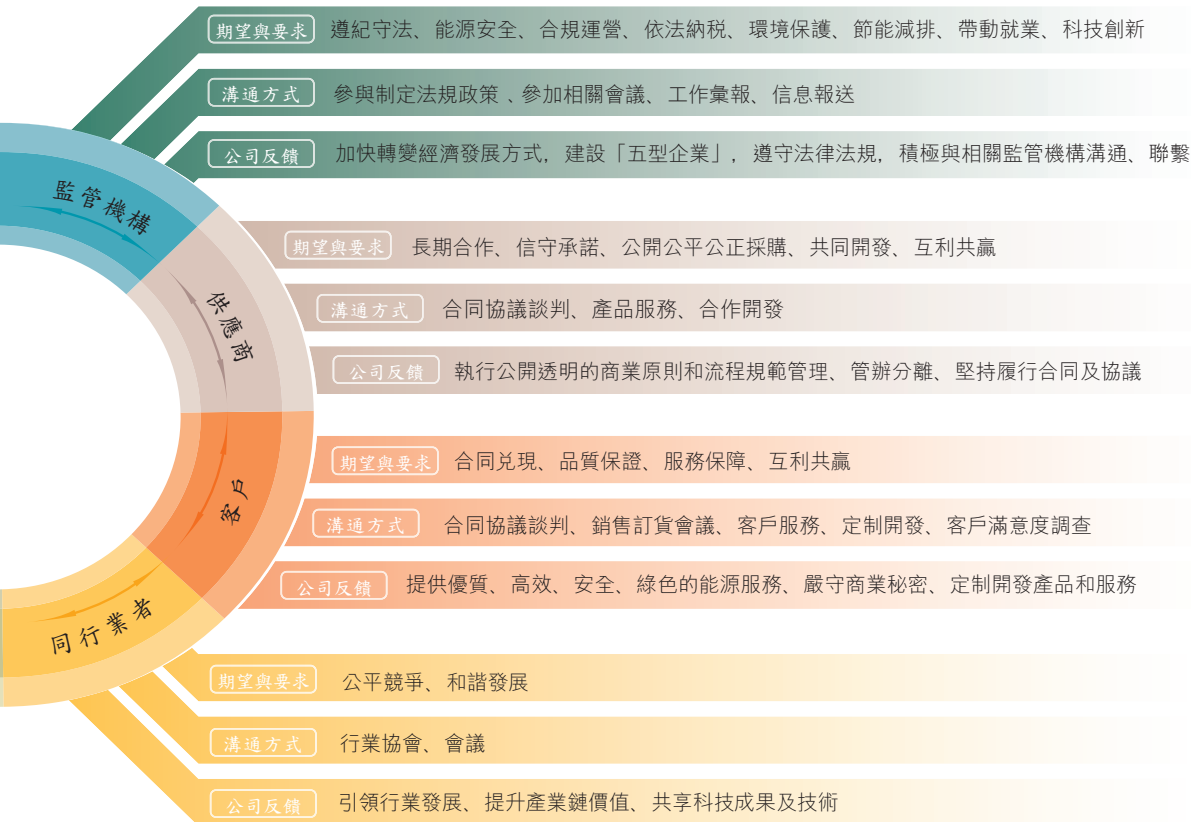 期望與要求 遵紀守法、能源安全、合規運營、依法納税、環境保護、節能減排、帶動就業、科技創新
溝通方式 參與制定法規政策、參加相關會議、工作彙報、信息報送
公司反饋 加快轉變經濟發展方式，建設「五型企業」，遵守法律法規，積極與相關監管機構溝通、聯繫
監管機構
期望與要求 長期合作、信守承諾、公開公平公正採購、共同開發、互利共贏
溝通方式 合同協議談判、產品服務、合作開發
供應商
公司反饋 執行公開透明的商業原則和流程規範管理、管辦分離、堅持履行合同及協議
期望與要求 合同兑現、品質保證、服務保障、互利共贏
客戶
溝通方式 合同協議談判、銷售訂貨會議、客戶服務、定制開發、客戶滿意度調查
公司反饋 提供優質、高效、安全、綠色的能源服務、嚴守商業秘密、定制開發產品和服務
同行業者
期望與要求 公平競爭、和諧發展
溝通方式 行業協會、會議
公司反饋 引領行業發展、提升產業鏈價值、共享科技成果及技術